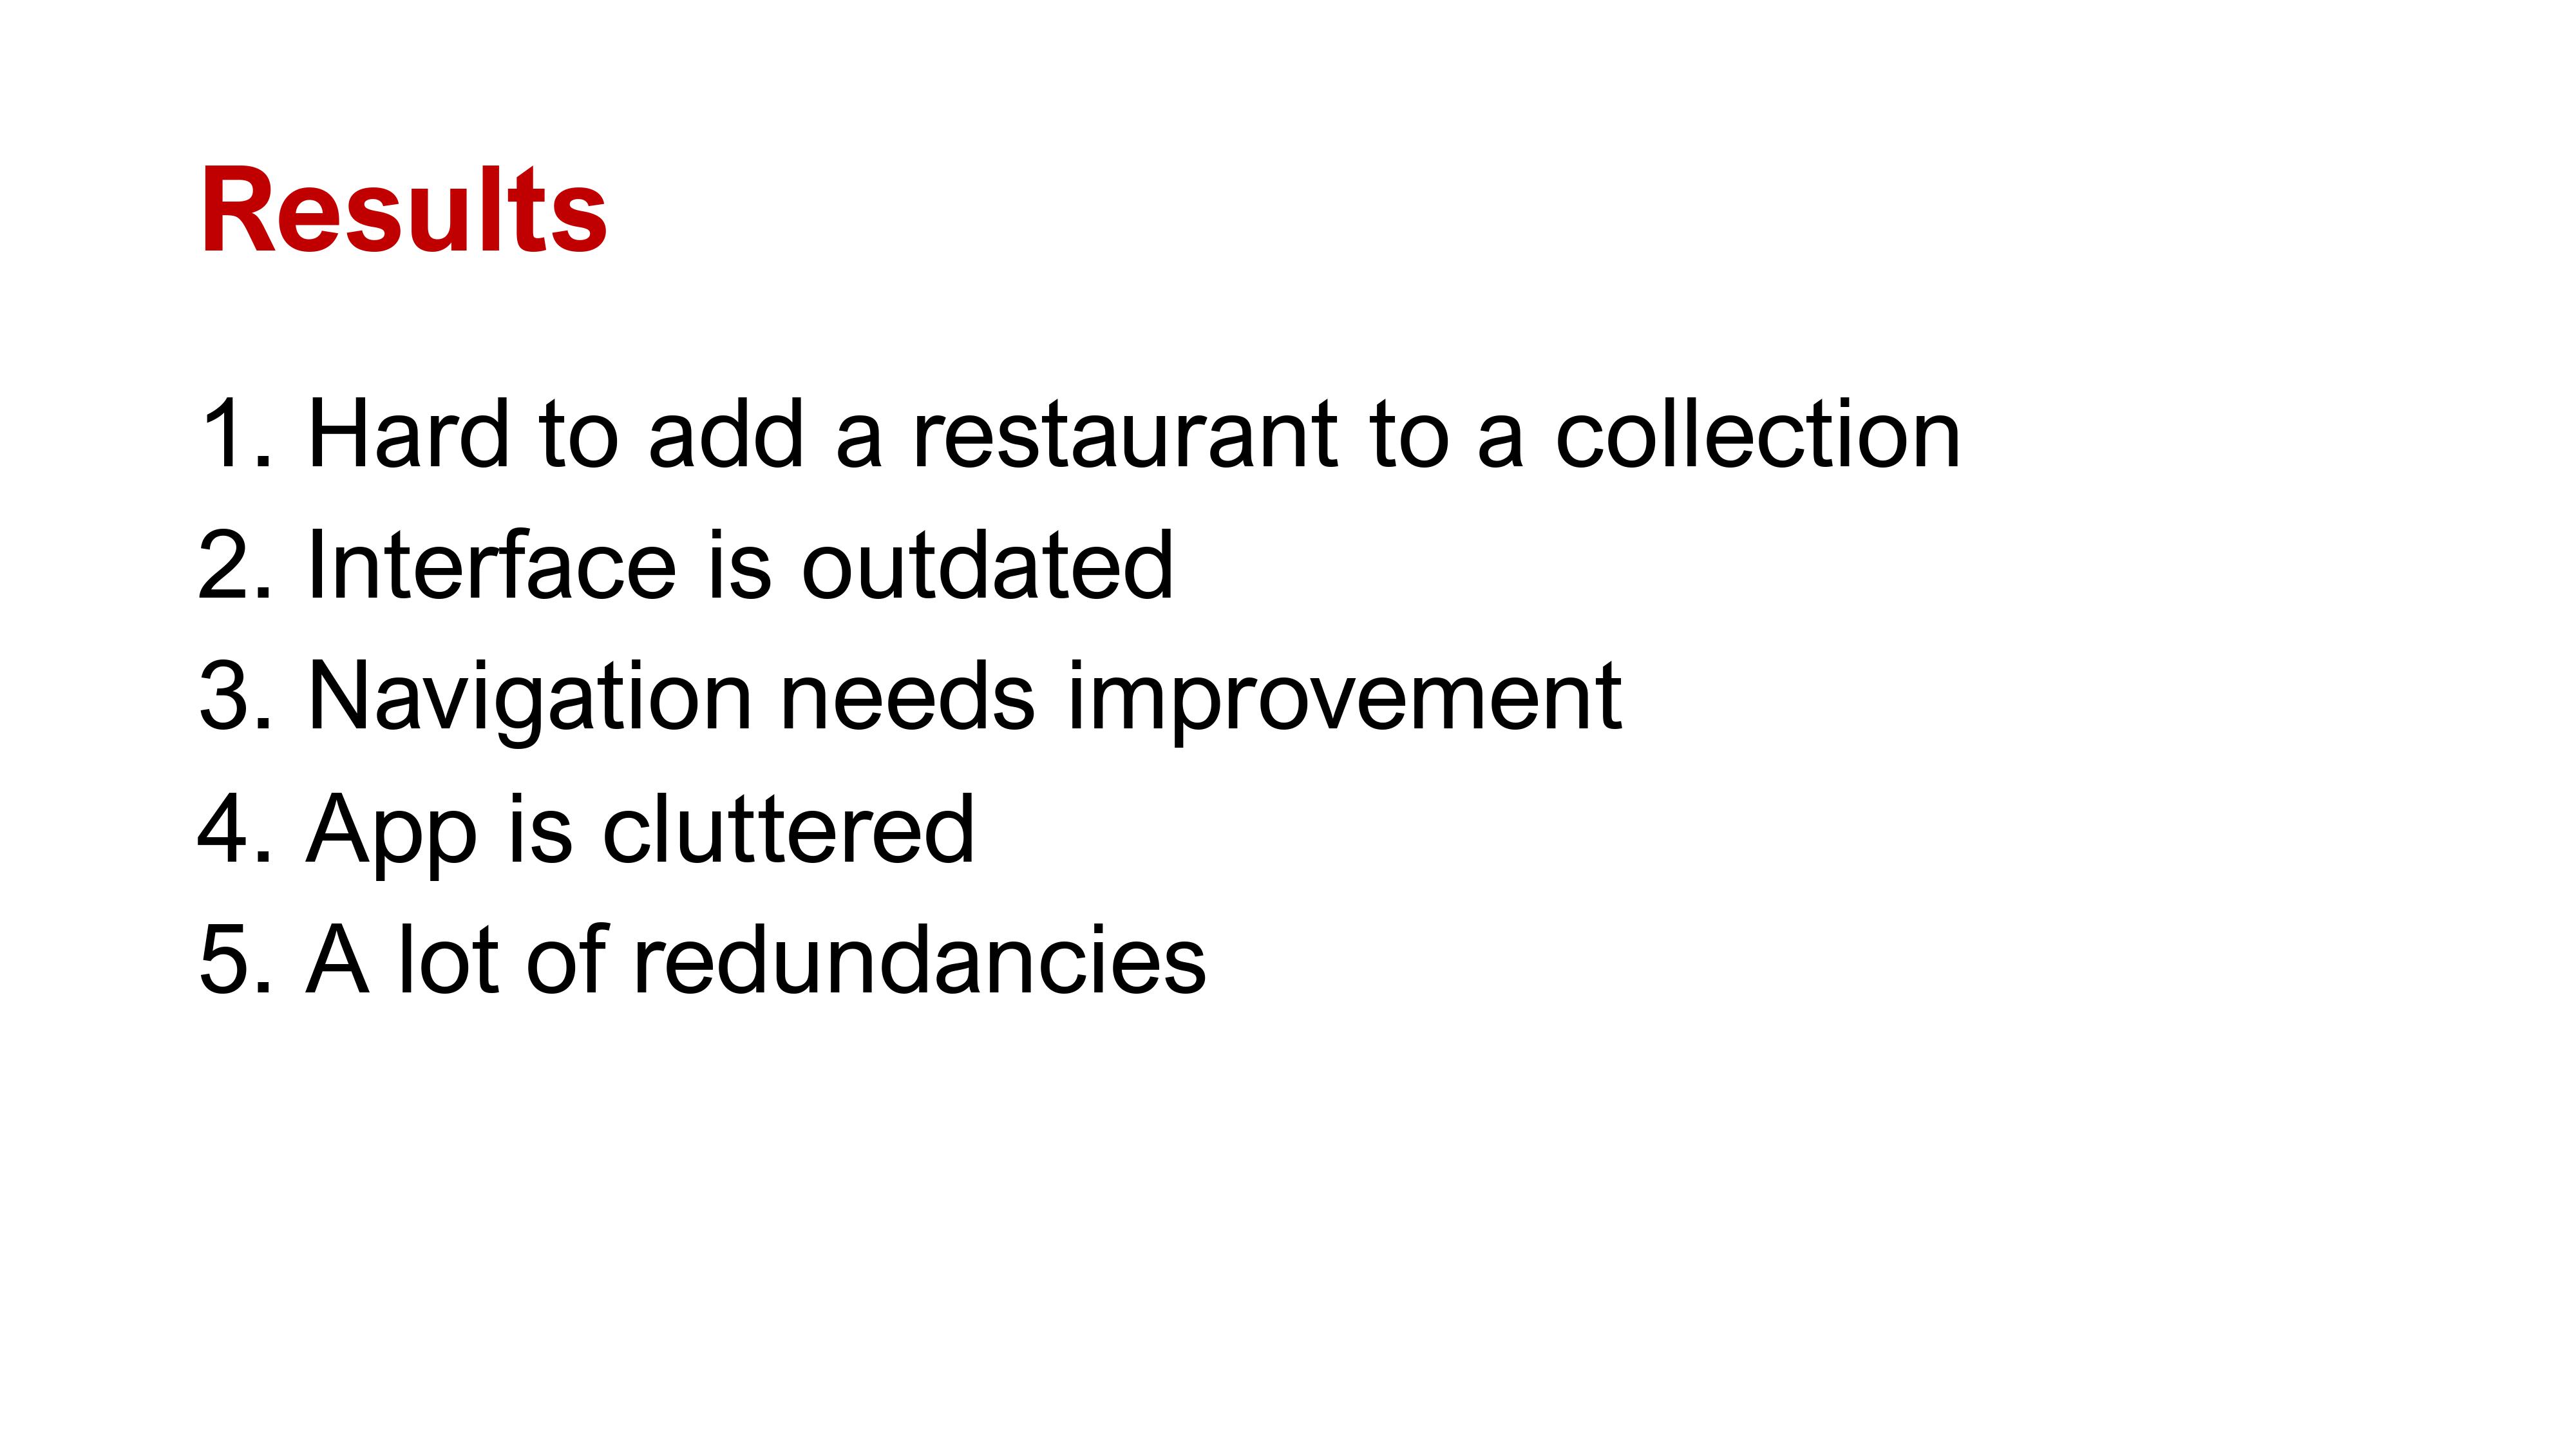 Results
1. Hard to add a restaurant to a collection
2. Interface is outdated
3. Navigation needs improvement
4. App is cluttered
5. A lot of redundancies